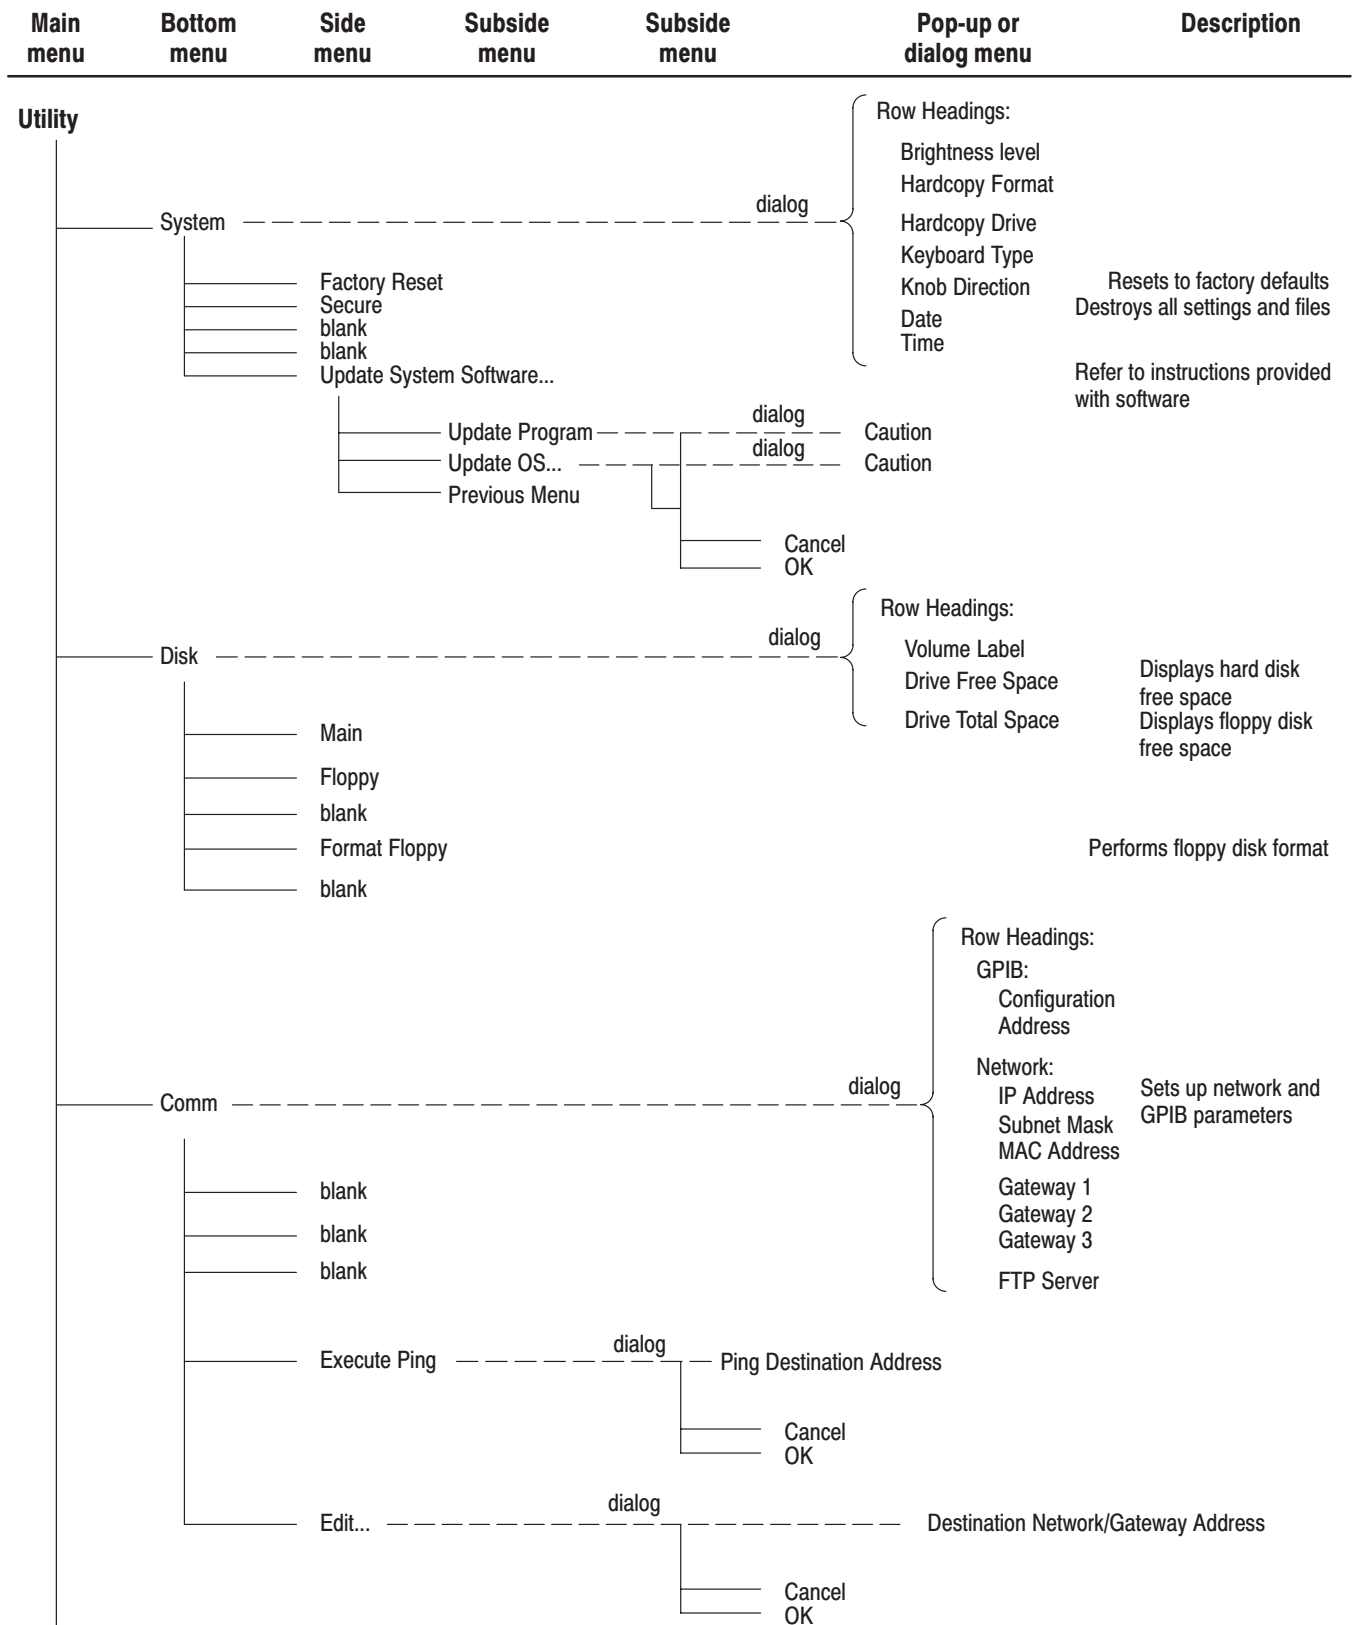 Main menu
Bottom menu
Side menu
Subside menu
Subside menu
Pop-up or dialog menu
Description
Utility
Row Headings:
Brightness level
Hardcopy Format
dialog
System
Hardcopy Drive
Keyboard Type
Factory Reset
Knob Direction
Resets to factory defaults
Secure
Date
Destroys all settings and files
blank
Time
blank
Update System Software...
Refer to instructions provided
with software
dialog
Update Program
Caution
dialog
Update OS...
Caution
Previous Menu
Cancel
OK
Row Headings:
dialog
Disk
Volume Label
Drive Free Space
Displays hard disk
free space
Drive Total Space
Displays floppy disk
free space
Main
Floppy
blank
Format Floppy
Performs floppy disk format
blank
Row Headings:
GPIB:
Configuration
Address
Network:
dialog
Comm
IP Address
Sets up network and
GPIB parameters
Subnet Mask
MAC Address
blank
Gateway 1
Gateway 2
blank
Gateway 3
blank
FTP Server
dialog
Execute Ping
Ping Destination Address
Cancel
OK
dialog
Edit...
Destination Network/Gateway Address
Cancel
OK